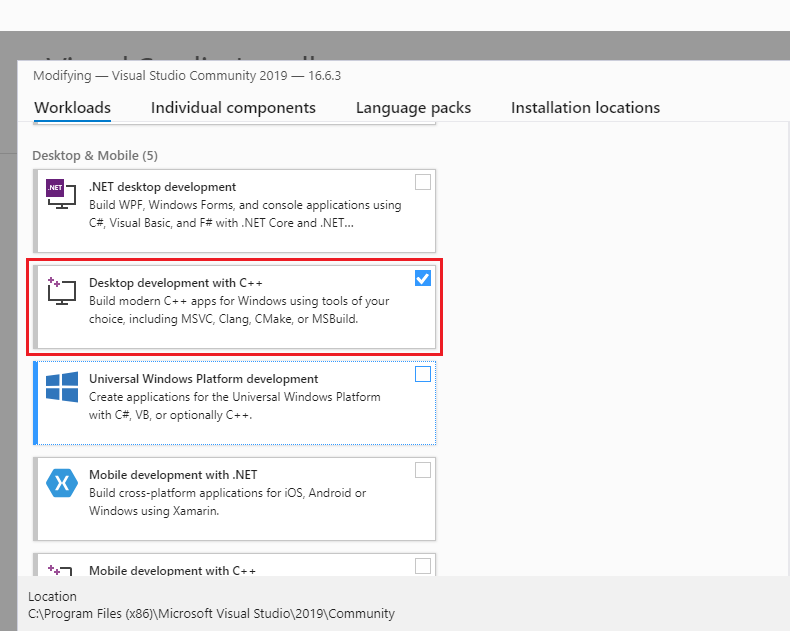 Modifying — Visual Studio Community 2019 — 16.6.3
Workloads Individual components Language packs Installation locations
Desktop & Mobile (5)
.NET
.NET desktop development
Build WPF, Windows Forms, and console applications using
C#, Visual Basic, and F# with .NET Core and .NET...
Desktop development with C++
Build modern C++ apps for Windows using tools of your
choice, including MSVC, Clang, CMake, or MSBuild.
Universal Windows Platform development
Create applications for the Universal Windows Platform
with C#, VB, or optionally C++.
Mobile development with .NET
Build cross-platform applications for iOS, Android or
Windows using Xamarin.
Mobile development with C++
Location
C:\Program Files (x86)\Microsoft Visual Studio\2019\Community